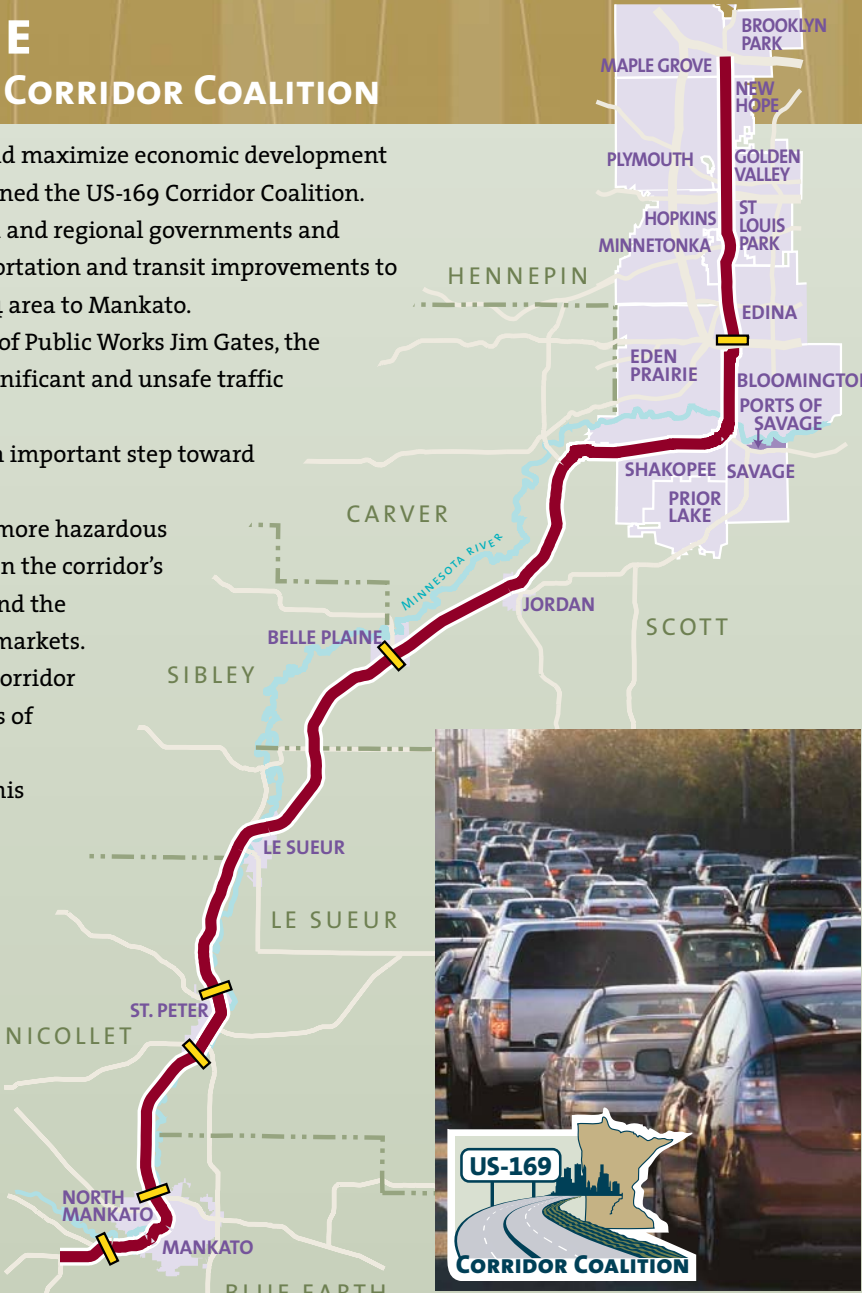 E
CORRIDOR COALITION
d maximize economic development
ned the US-169 Corridor Coalition.
and regional governments and
ortation and transit improvements to
area to Mankato.
of Public Works Jim Gates, the
nificant and unsafe traffic
important step toward
more hazardous
n the corridor's
nd the
markets.
orridor
s of
his
BROOKLYN
PARK
MAPLE GROVE
NEW
HOPE
PLYMOUTH
GOLDEN
VALLEY
HOPKINS
ST
LOUIS
PARK
MINNETONKA
HENNEPIN
EDINA
EDEN
PRAIRIE
BLOOMINGTO
PORTS OF
SAVAGE
SHAKOPEE
SAVAGE
PRIOR
LAKE
CARVER
MINNESOTA RIVER
JORDAN
SCOTT
BELLE PLAINE
SIBLEY
LE SUEUR
LE SUEUR
ST. PETER
NICOLLET
NORTH
MANKATO
MANKATO
BLUE EARTH
US-169
CORRIDOR COALITION